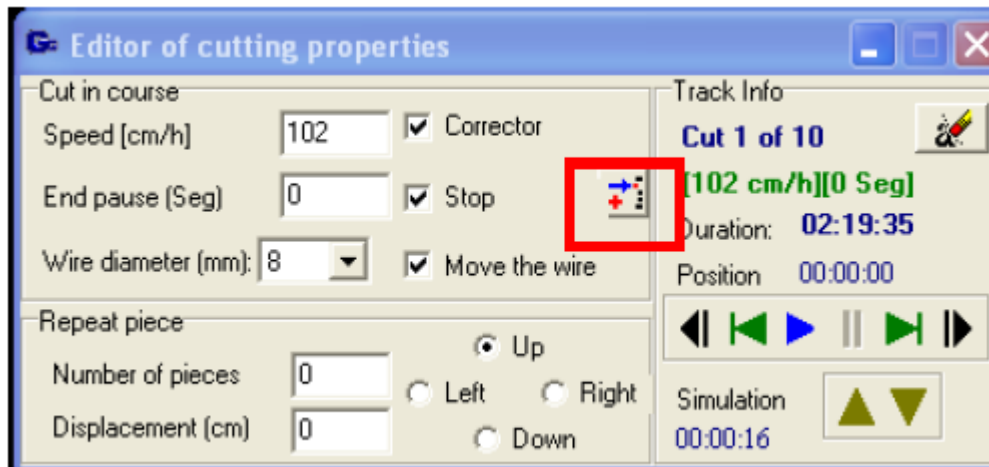 Editor of cutting properties
Cut in course
Speed [cm/h] 102 Corrector
End pause (Seg) 0 Stop
Wire diameter (mm): 8 Move the wire
Repeat piece
Number of pieces 0
Displacement (cm) 0
Up
Left Right
Down
Track Info
Cut 1 of 10
[102 cm/h][0 Seg]
Duration: 02:19:35
Position 00:00:00
Simulation
00:00:16